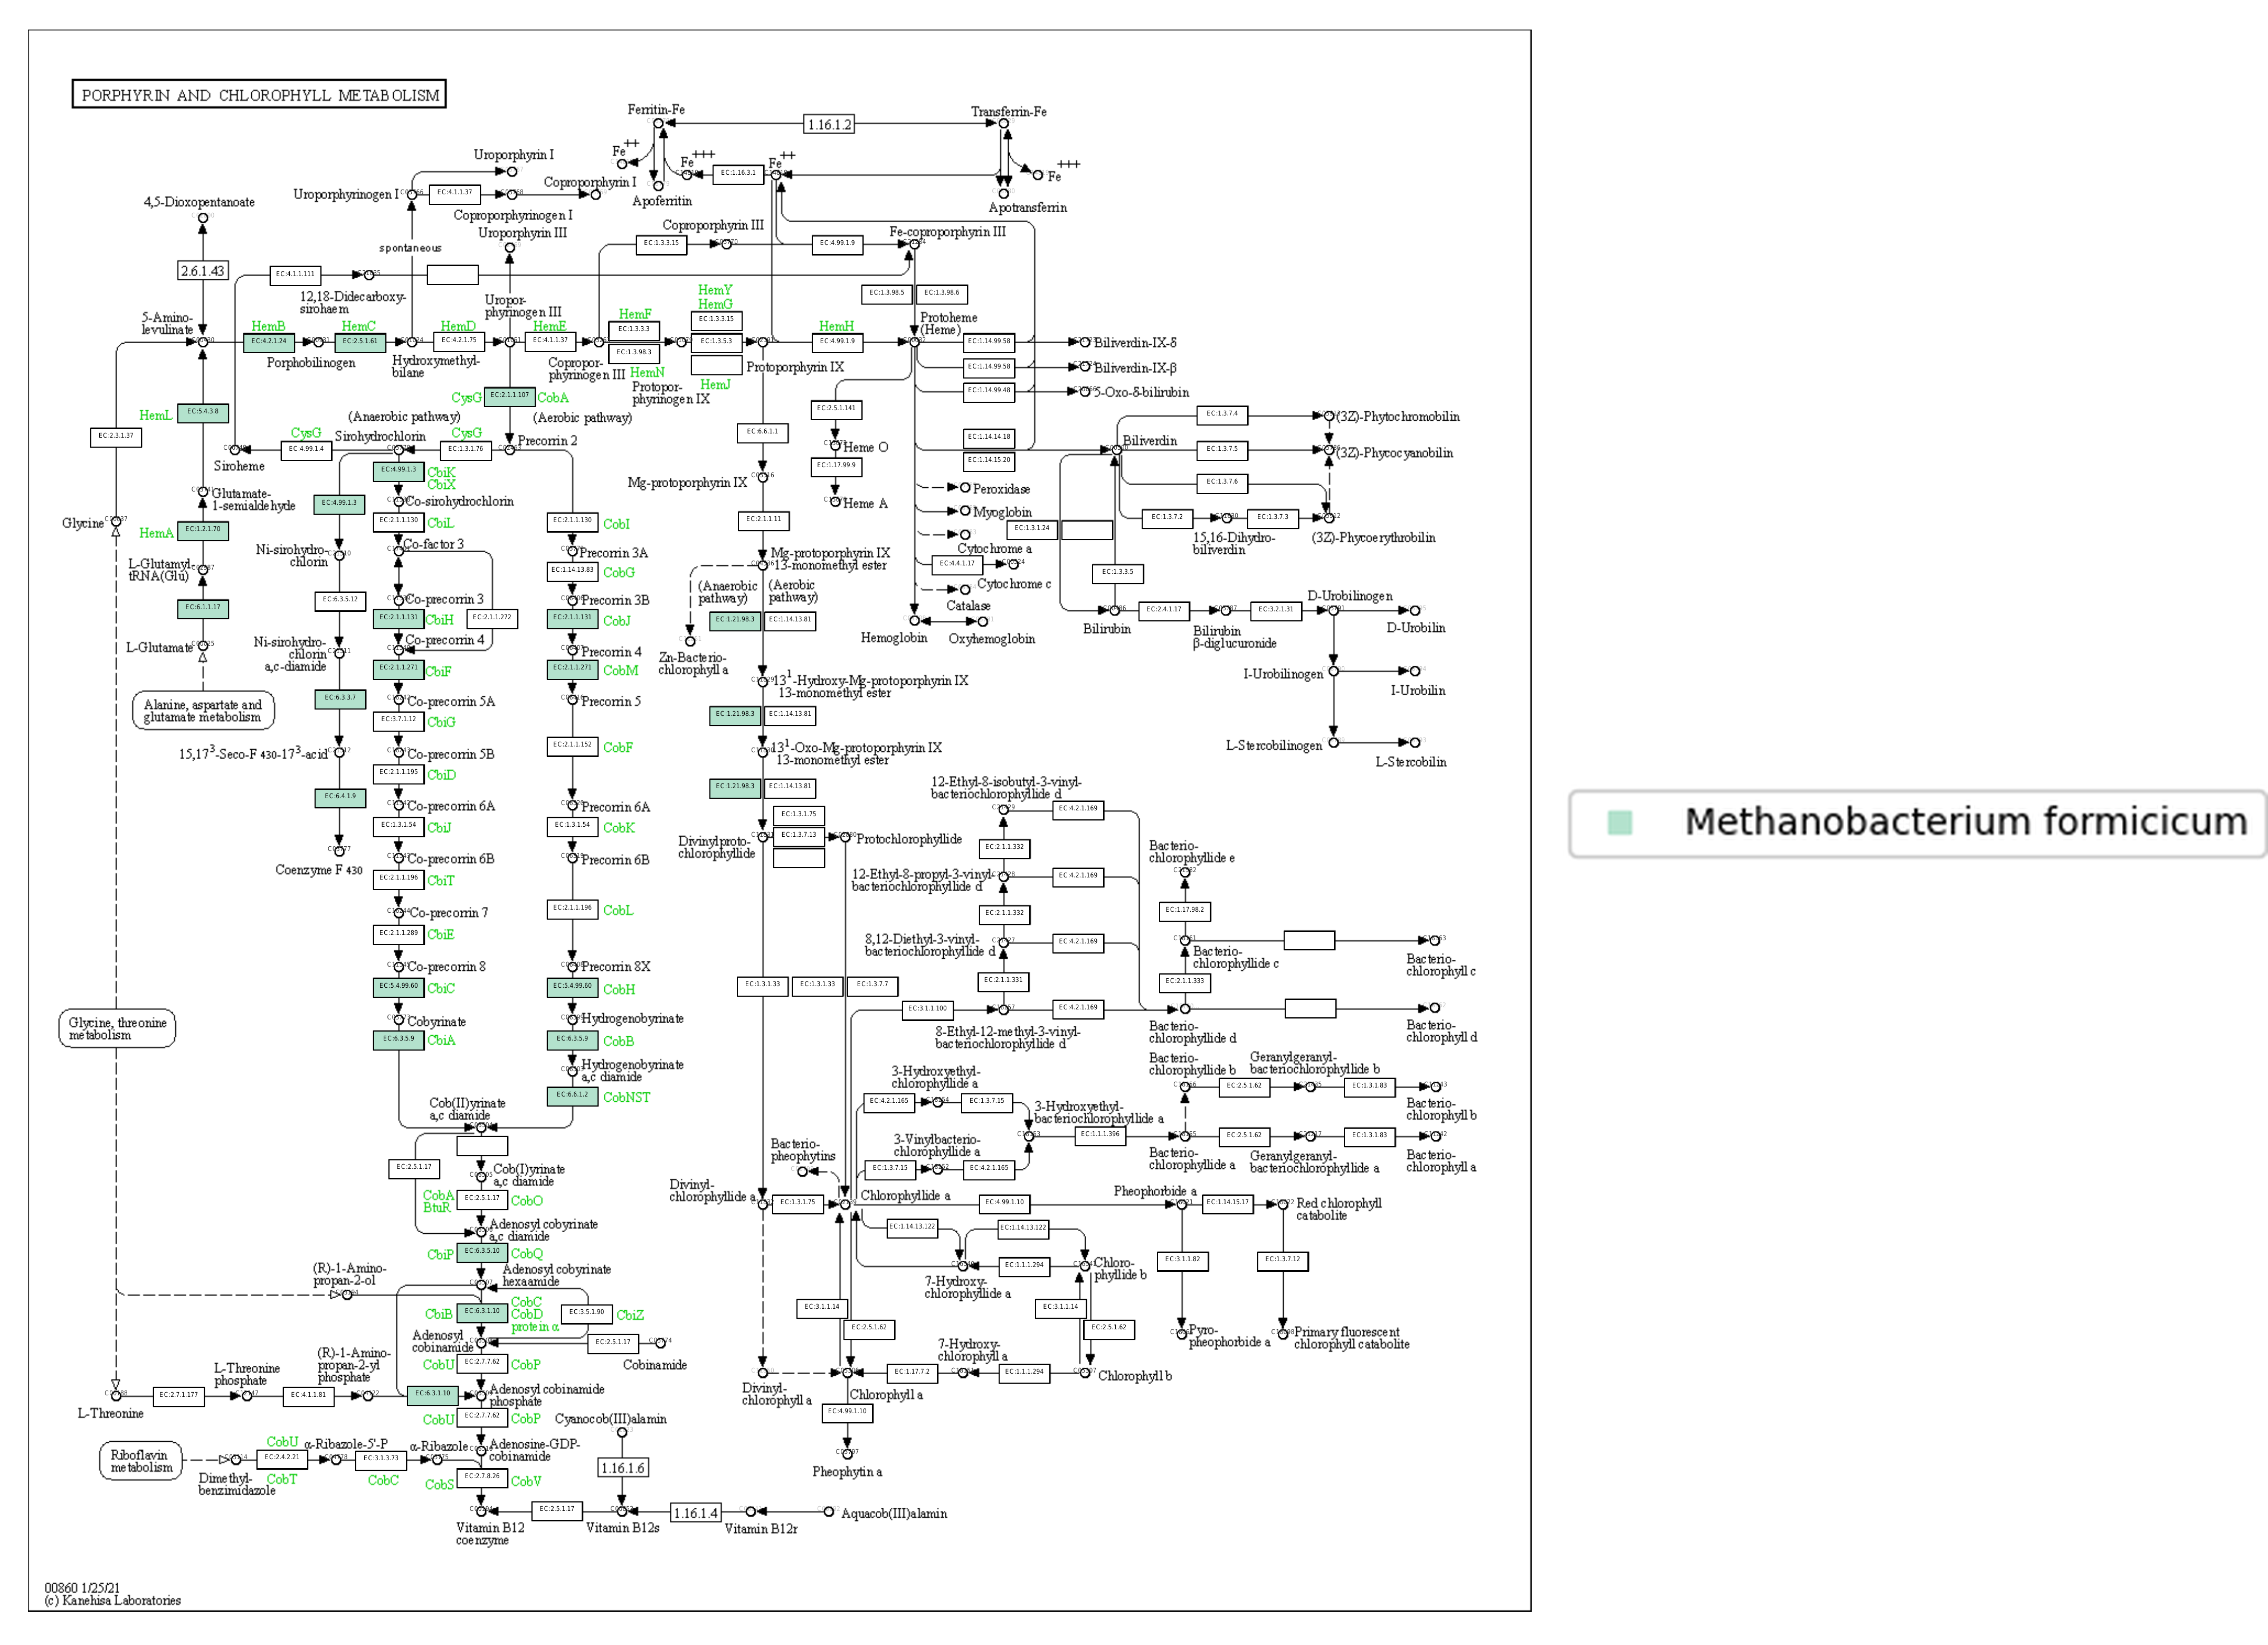 PORPHYRIN AND CHLOROPHYLL METABOLISM
Ferritin-Fe
1.16.1.2
Transferrin-Fe
Fe++
Fe+++
EC:1.16.3.1
Fe++
Fe+++
Apoferritin
Apotransferrin
Uroporphyrin I
Uroporphyrinogen I
EC:4.1.1.37
Coproporphyrin I
Coproporphyrinogen I
4,5-Dioxopentanoate
2.6.1.43
spontaneous
Uroporphyrin III
EC:1.3.3.15
Coproporphyrin III
EC:4.99.1.9
Fe-coproporphyrin III
EC:4.1.1.111
12,18-Didecarboxy-
sirohaem
EC:1.3.98.5
EC:1.3.98.6
5-Amino-
levulinate
HemB
EC:4.2.1.24
Porphobilinogen
HemC
EC:2.5.1.61
Hydroxymethyl-
bilane
HemD
EC:4.2.1.75
Uropor-
phyrinogen III
HemE
EC:4.1.1.37
Copropor-
phyrinogen III
HemF
EC:1.3.3.3
EC:1.3.98.3
HemN
Protopor-
phyrinogen IX
HemY
HemG
EC:1.3.3.15
EC:1.3.5.3
HemJ
Protoporphyrin IX
HemH
EC:4.99.1.9
Protoheme
(Heme)
EC:1.14.99.58
Biliverdin-IX-δ
EC:1.14.99.58
Biliverdin-IX-β
EC:1.14.99.48
5-Oxo-δ-bilirubin
CysG
EC:2.1.1.107
CobA
(Anaerobic pathway)
(Aerobic pathway)
HemL
EC:5.4.3.8
EC:2.3.1.37
CysG
EC:4.99.1.4
Siroheme
Sirohydrochlorin
CysG
EC:1.3.1.76
Precorrin 2
EC:2.5.1.141
Heme O
EC:1.17.99.9
Heme A
EC:1.14.14.18
EC:1.14.15.20
Biliverdin
EC:1.3.7.4
(3Z)-Phytochromobilin
EC:1.3.7.5
(3Z)-Phycocyanobilin
EC:1.3.7.6
EC:1.3.7.2
15,16-Dihydro-
biliverdin
EC:1.3.7.3
(3Z)-Phycoerythrobilin
EC:6.6.1.1
Mg-protoporphyrin IX
EC:2.1.1.11
Mg-protoporphyrin IX
13-monomethyl ester
Peroxidase
Myoglobin
EC:1.3.1.24
Cytochrome a
EC:4.4.1.17
Cytochrome c
Catalase
Hemoglobin
Oxyhemoglobin
EC:1.3.3.5
Bilirubin
EC:2.4.1.17
Bilirubin
β-diglucuronide
EC:3.2.1.31
D-Urobilinogen
D-Urobilin
I-Urobilinogen
I-Urobilin
L-Stercobilinogen
L-Stercobilin
Glycine
Glutamate-
1-semialdehyde
HemA
EC:1.2.1.70
L-Glutamyl-
tRNA(Glu)
EC:6.1.1.17
L-Glutamate
Alanine, aspartate and
glutamate metabolism
EC:4.99.1.3
Ni-sirohydro-
chlorin
EC:6.3.5.12
Ni-sirohydro-
chlorin
a,c-diamide
EC:6.3.3.7
15,17³-Seco-F 430-17³-acid
EC:6.4.1.9
Coenzyme F 430
EC:4.99.1.3
CbiK
CbiX
Co-sirohydrochlorin
EC:2.1.1.130
CbiL
Co-factor 3
Co-precorrin 3
EC:2.1.1.131
CbiH
EC:2.1.1.272
Co-precorrin 4
EC:2.1.1.271
CbiF
Co-precorrin 5A
EC:3.7.1.12
CbiG
Co-precorrin 5B
EC:2.1.1.195
CbiD
Co-precorrin 6A
EC:1.3.1.54
CbiJ
Co-precorrin 6B
EC:2.1.1.196
CbiT
Co-precorrin 7
EC:2.1.1.289
CbiE
Co-precorrin 8
EC:5.4.99.60
CbiC
Cobyrinate
EC:6.3.5.9
CbiA
EC:2.1.1.130
CobI
Precorrin 3A
EC:1.14.13.83
CobG
Precorrin 3B
EC:2.1.1.131
CobJ
Precorrin 4
EC:2.1.1.271
CobM
Precorrin 5
EC:2.1.1.152
CobF
Precorrin 6A
EC:1.3.1.54
CobK
Precorrin 6B
EC:2.1.1.196
CobL
Precorrin 8X
EC:5.4.99.60
CobH
Hydrogenobyrinate
EC:6.3.5.9
CobB
Hydrogenobyrinate
a,c diamide
EC:6.6.1.2
CobNST
(Anaerobic
pathway)
(Aerobic
pathway)
Zn-Bacterio-
chlorophyll a
EC:1.21.98.3
EC:1.14.13.81
13¹-Hydroxy-Mg-protoporphyrin IX
13-monomethyl ester
EC:1.21.98.3
EC:1.14.13.81
13¹-Oxo-Mg-protoporphyrin IX
13-monomethyl ester
EC:1.21.98.3
EC:1.14.13.81
Divinylproto-
chlorophyllide
EC:1.3.1.75
EC:1.3.7.13
Protochlorophyllide
EC:1.3.1.33
EC:1.3.1.33
EC:1.3.7.7
12-Ethyl-8-isobutyl-3-vinyl-
bacteriochlorophyllide d
EC:4.2.1.169
EC:2.1.1.332
12-Ethyl-8-propyl-3-vinyl-
bacteriochlorophyllide d
EC:4.2.1.169
EC:2.1.1.332
8,12-Diethyl-3-vinyl-
bacteriochlorophyllide d
EC:4.2.1.169
EC:2.1.1.331
EC:3.1.1.100
8-Ethyl-12-methyl-3-vinyl-
bacteriochlorophyllide d
EC:4.2.1.169
Bacterio-
chlorophyllide e
EC:1.17.98.2
Bacterio-
chlorophyllide c
Bacterio-
chlorophyll c
EC:2.1.1.333
Bacterio-
chlorophyllide d
Bacterio-
chlorophyll d
Bacterio-
chlorophyllide b
EC:2.5.1.62
Geranylgeranyl-
bacteriochlorophyllide b
EC:1.3.1.83
Bacterio-
chlorophyll b
3-Hydroxyethyl-
chlorophyllide a
EC:4.2.1.165
EC:1.3.7.15
3-Hydroxyethyl-
bacteriochlorophyllide a
EC:1.1.1.396
3-Vinylbacterio-
chlorophyllide a
EC:1.3.7.15
EC:4.2.1.165
Bacterio-
chlorophyllide a
EC:2.5.1.62
Geranylgeranyl-
bacteriochlorophyllide a
EC:1.3.1.83
Bacterio-
chlorophyll a
Bacterio-
pheophytins
Divinyl-
chlorophyllide a
EC:1.3.1.75
Chlorophyllide a
EC:4.99.1.10
Pheophorbide a
EC:1.14.15.17
Red chlorophyll
catabolite
EC:1.14.13.122
EC:1.14.13.122
7-Hydroxy-
chlorophyllide a
EC:1.1.1.294
Chloro-
phyllide b
EC:3.1.1.82
EC:1.3.7.12
Pyro-
pheophorbide a
Primary fluorescent
chlorophyll catabolite
EC:3.1.1.14
EC:2.5.1.62
EC:3.1.1.14
EC:2.5.1.62
Divinyl-
chlorophyll a
Chlorophyll a
EC:1.17.7.2
7-Hydroxy-
chlorophyll a
EC:1.1.1.294
Chlorophyll b
EC:4.99.1.10
Pheophytin a
Glycine, threonine
metabolism
Cob(II)yrinate
a,c diamide
EC:2.5.1.17
Cob(I)yrinate
a,c diamide
CobA
BtuR
EC:2.5.1.17
CobO
Adenosyl cobyrinate
a,c diamide
CbiP
EC:6.3.5.10
CobQ
Adenosyl cobyrinate
hexaamide
(R)-1-Amino-
propan-2-ol
CbiB
EC:6.3.1.10
CobC
CobD
protein α
EC:3.5.1.90
CbiZ
Adenosyl
cobinamide
EC:2.5.1.17
Cobinamide
CobU
EC:2.7.7.62
CobP
L-Threonine
EC:2.7.1.177
L-Threonine
phosphate
EC:4.1.1.81
(R)-1-Amino-
propan-2-yl
phosphate
EC:6.3.1.10
Adenosyl cobinamide
phosphate
CobU
EC:2.7.7.62
CobP
Adenosine-GDP-
cobinamide
Riboflavin
metabolism
Dimethyl-
benzimidazole
CobU
EC:2.4.2.21
CobT
α-Ribazole-5'-P
EC:3.1.3.73
CobC
α-Ribazole
CobS
EC:2.7.8.26
CobV
Cyanocob(III)alamin
1.16.1.6
Vitamin B12
coenzyme
EC:2.5.1.17
Vitamin B12s
1.16.1.4
Vitamin B12r
Aquacob(III)alamin
00860 1/25/21
(c) Kanehisa Laboratories
Methanobacterium formicicum